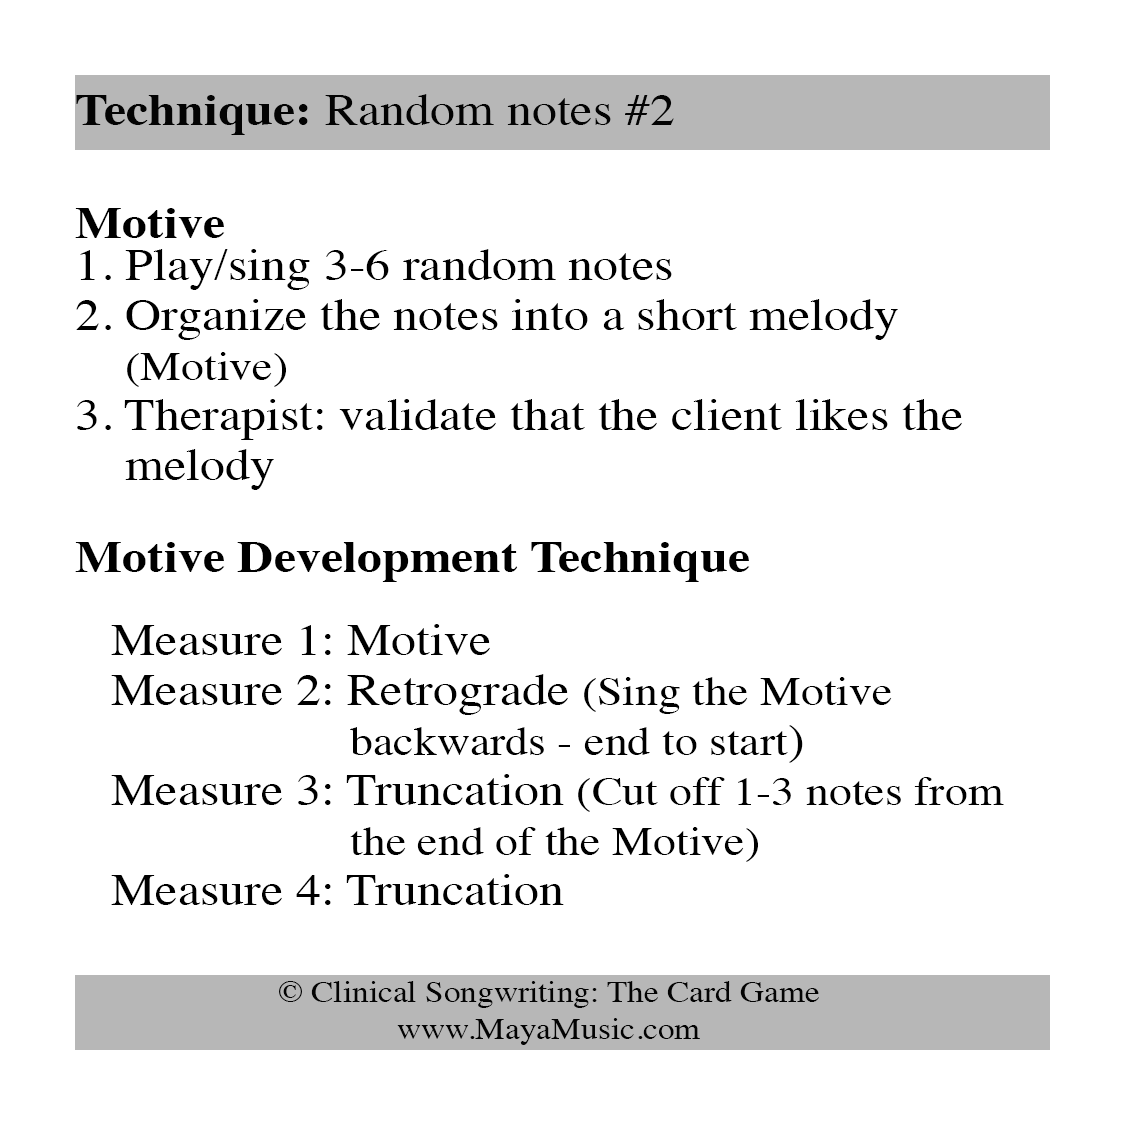 Technique: Random notes #2
Motive
1. Play/sing 3-6 random notes
2. Organize the notes into a short melody
(Motive)
3. Therapist: validate that the client likes the
melody
Motive Development Technique
Measure 1: Motive
Measure 2: Retrograde (Sing the Motive
backwards - end to start)
Measure 3: Truncation (Cut off 1-3 notes from
the end of the Motive)
Measure 4: Truncation
© Clinical Songwriting: The Card Game
www.MayaMusic.com